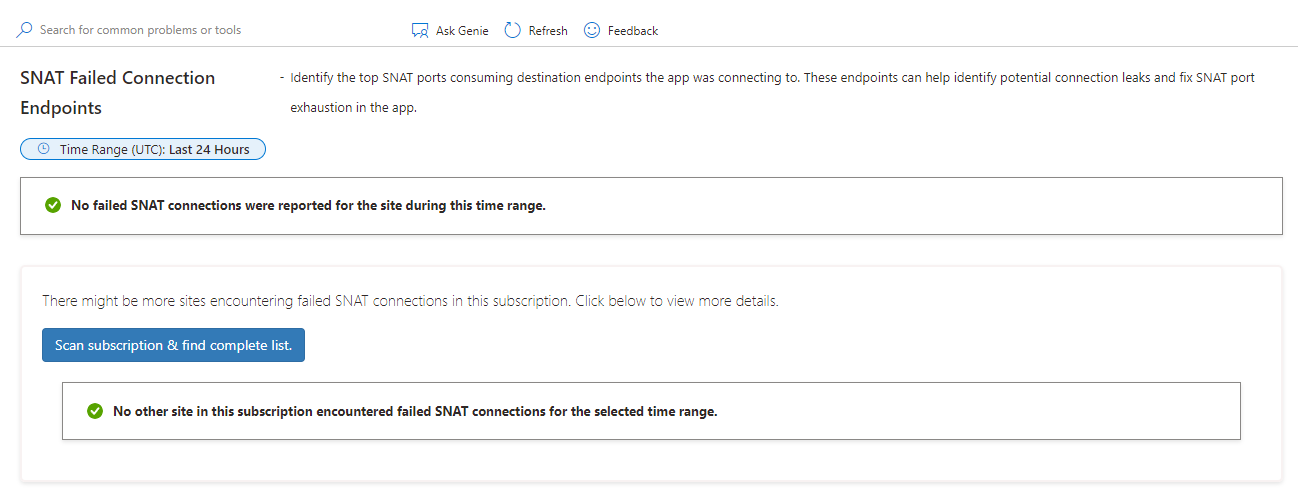 Search for common problems or tools
Ask Genie
Refresh
Feedback
SNAT Failed Connection
Endpoints
- Identify the top SNAT ports consuming destination endpoints the app was connecting to. These endpoints can help identify potential connection leaks and fix SNAT port
exhaustion in the app.
Time Range (UTC): Last 24 Hours
No failed SNAT connections were reported for the site during this time range.
There might be more sites encountering failed SNAT connections in this subscription. Click below to view more details.
Scan subscription & find complete list.
No other site in this subscription encountered failed SNAT connections for the selected time range.